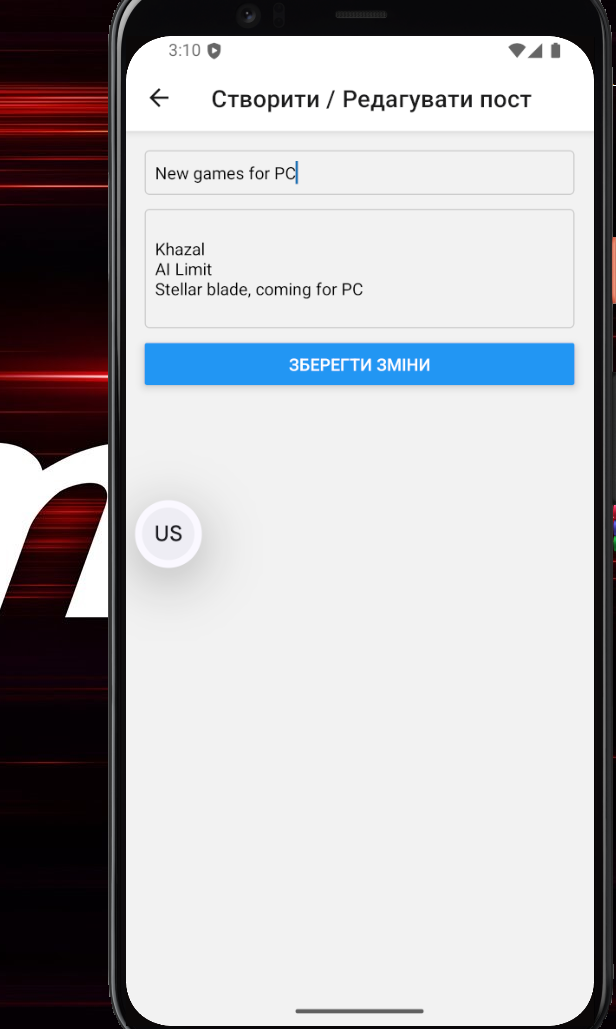 3:10
Створити / Редагувати пост
New games for PC
Khazal
AI Limit
Stellar blade, coming for PC
ЗБЕРЕГТИ ЗМІНИ
US